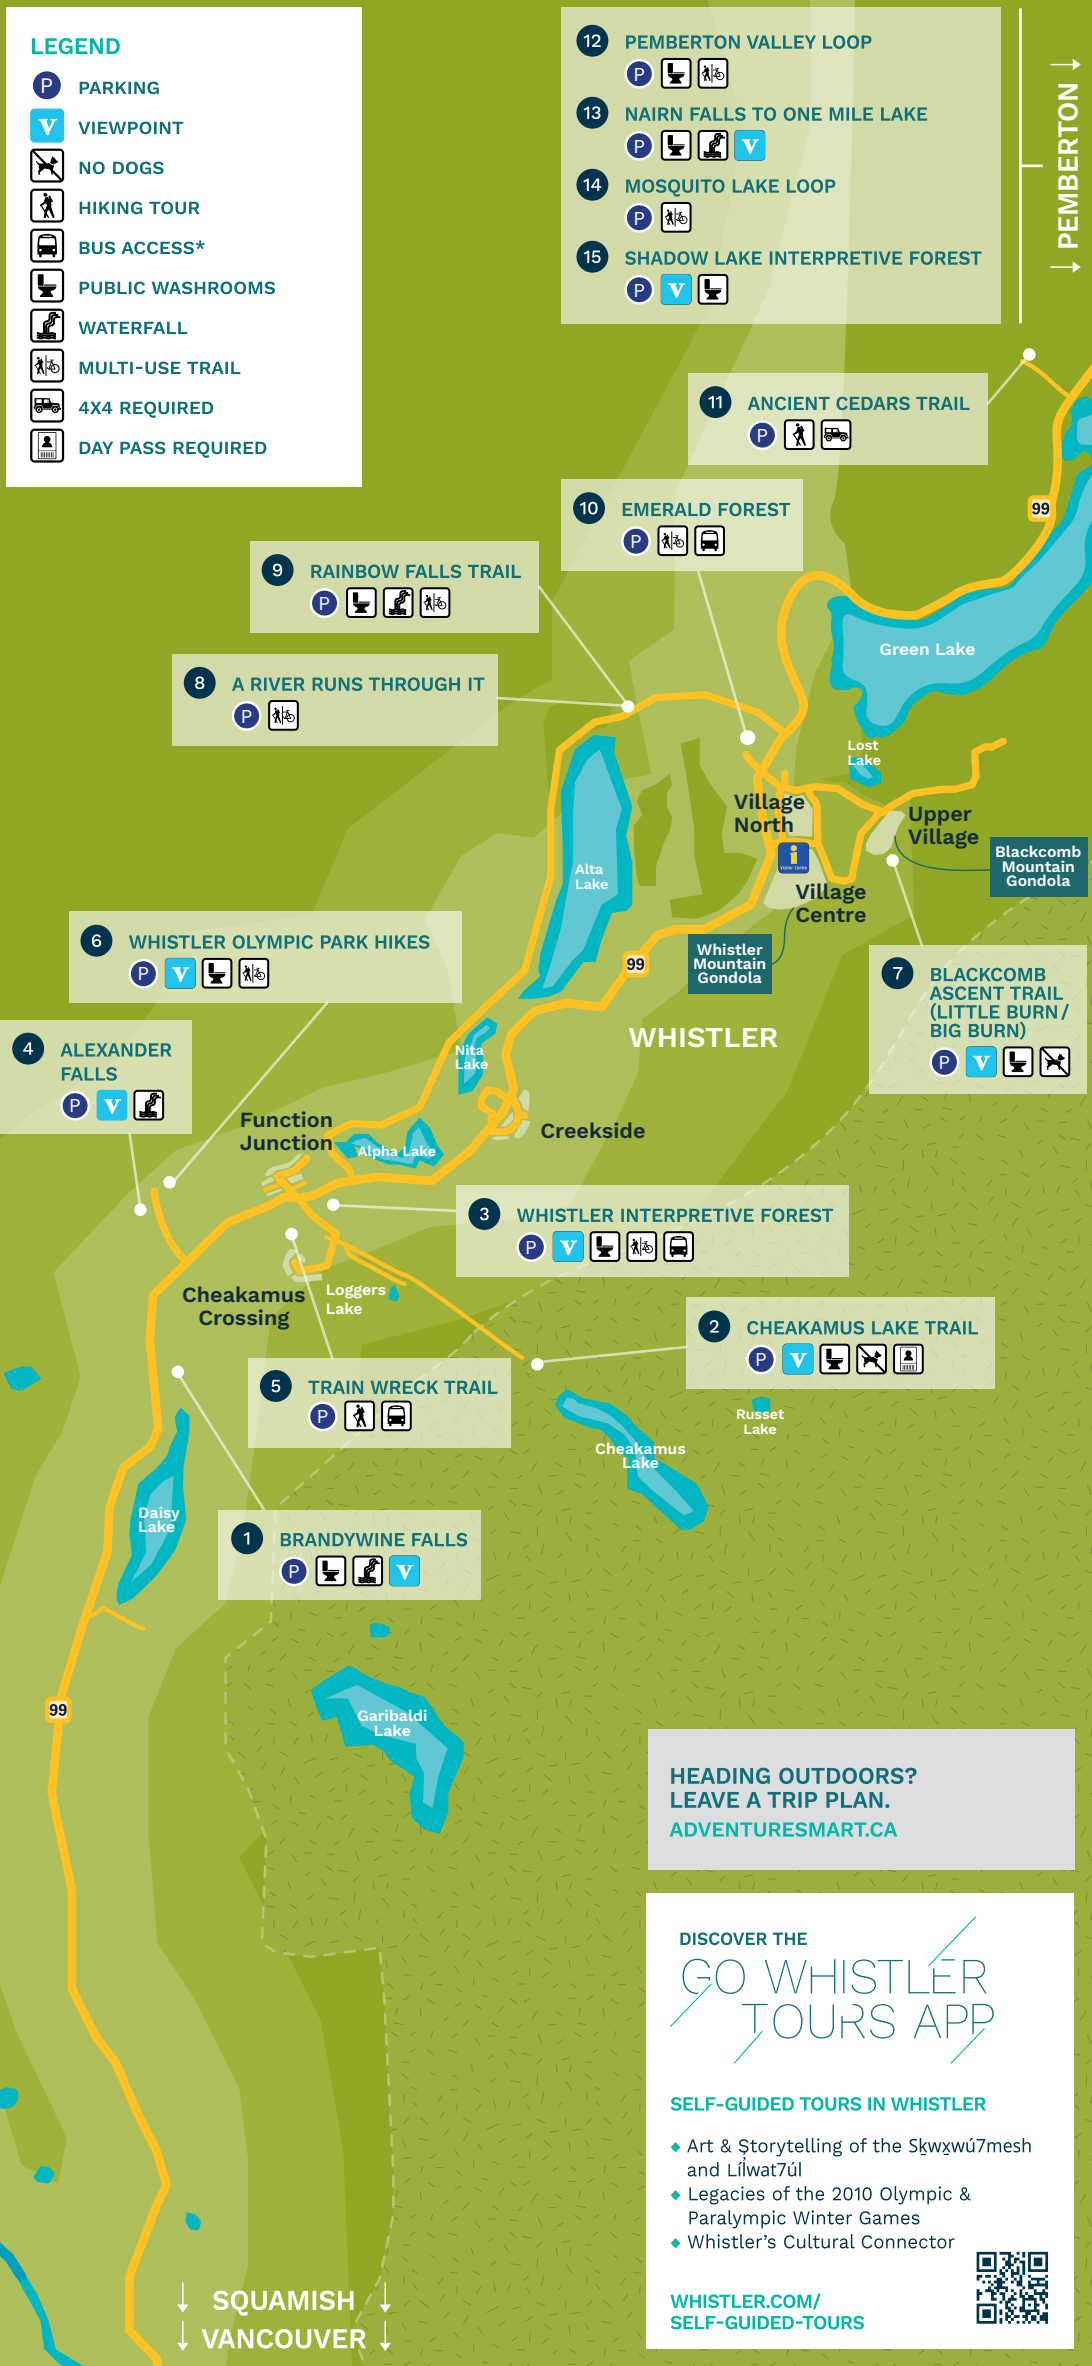 LEGEND
P PARKING
V VIEWPOINT
NO DOGS
HIKING TOUR
BUS ACCESS*
PUBLIC WASHROOMS
WATERFALL
MULTI-USE TRAIL
4X4 REQUIRED
DAY PASS REQUIRED
12 PEMBERTON VALLEY LOOP
P
13 NAIRN FALLS TO ONE MILE LAKE
P V
14 MOSQUITO LAKE LOOP
P
15 SHADOW LAKE INTERPRETIVE FOREST
P V
PEMBERTON
11 ANCIENT CEDARS TRAIL
P
10 EMERALD FOREST
P
99
9 RAINBOW FALLS TRAIL
P
Green Lake
8 A RIVER RUNS THROUGH IT
P
Lost
Lake
Village
North
Upper
Village
Blackcomb
Mountain
Gondola
i
Visitor Centre
Alta
Lake
Village
Centre
6 WHISTLER OLYMPIC PARK HIKES
P V
99
Whistler
Mountain
Gondola
7 BLACKCOMB
ASCENT TRAIL
(LITTLE BURN/
BIG BURN)
P V
WHISTLER
4 ALEXANDER
FALLS
P V
Nita
Lake
Function
Junction
Alpha Lake
Creekside
3 WHISTLER INTERPRETIVE FOREST
P V
Cheakamus
Crossing
Loggers
Lake
2 CHEAKAMUS LAKE TRAIL
P V
5 TRAIN WRECK TRAIL
P
Russet
Lake
Cheakamus
Lake
Daisy
Lake
1 BRANDYWINE FALLS
P V
99
Garibaldi
Lake
HEADING OUTDOORS?
LEAVE A TRIP PLAN.
ADVENTURESMART.CA
DISCOVER THE
GO WHISTLER
TOURS APP
SELF-GUIDED TOURS IN WHISTLER
Art & Storytelling of the Sḵwx̱wú7mesh
and Líl̓wat7úl
Legacies of the 2010 Olympic &
Paralympic Winter Games
Whistler's Cultural Connector
WHISTLER.COM/
SELF-GUIDED-TOURS
SQUAMISH
VANCOUVER